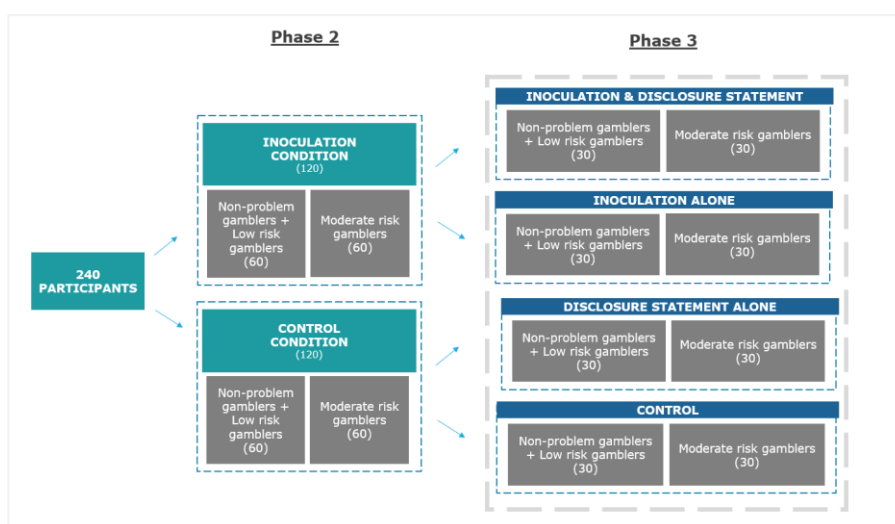 Phase 2
Phase 3
240
PARTICIPANTS
INOCULATION
CONDITION
(120)
Non-problem
gamblers +
Low risk
gamblers
(60)
Moderate risk
gamblers
(60)
CONTROL
CONDITION
(120)
Non-problem
gamblers +
Low risk
gamblers
(60)
Moderate risk
gamblers
(60)
INOCULATION & DISCLOSURE STATEMENT
Non-problem gamblers
+ Low risk gamblers
(30)
Moderate risk gamblers
(30)
INOCULATION ALONE
Non-problem gamblers
+ Low risk gamblers
(30)
Moderate risk gamblers
(30)
DISCLOSURE STATEMENT ALONE
Non-problem gamblers
+ Low risk gamblers
(30)
Moderate risk gamblers
(30)
CONTROL
Non-problem gamblers
+ Low risk gamblers
(30)
Moderate risk gamblers
(30)